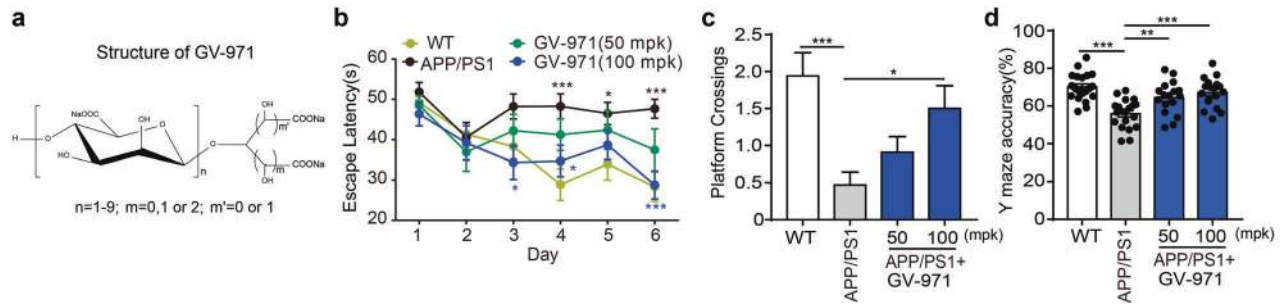 a
Structure of GV-971
H
O
NaOOC
O
OH
HO
O
n
O
OH
m'
COONa
COONa
m
OH
n=1-9; m=0,1 or 2; m'=0 or 1
b
WT
GV-971(50 mpk)
APP/PS1
GV-971(100 mpk)
Escape Latency(s)
60
50
40
30
20
***
*
***
*
*
***
1 2 3 4 5 6
Day
c
Platform Crossings
2.5
2.0
1.5
1.0
0.5
0.0
***
*
WT
APP/PS1
50 100 (mpk)
APP/PS1+
GV-971
d
Y maze accuracy(%)
100
80
60
40
20
0
***
**
***
WT
APP/PS1
50 100 (mpk)
APP/PS1+
GV-971